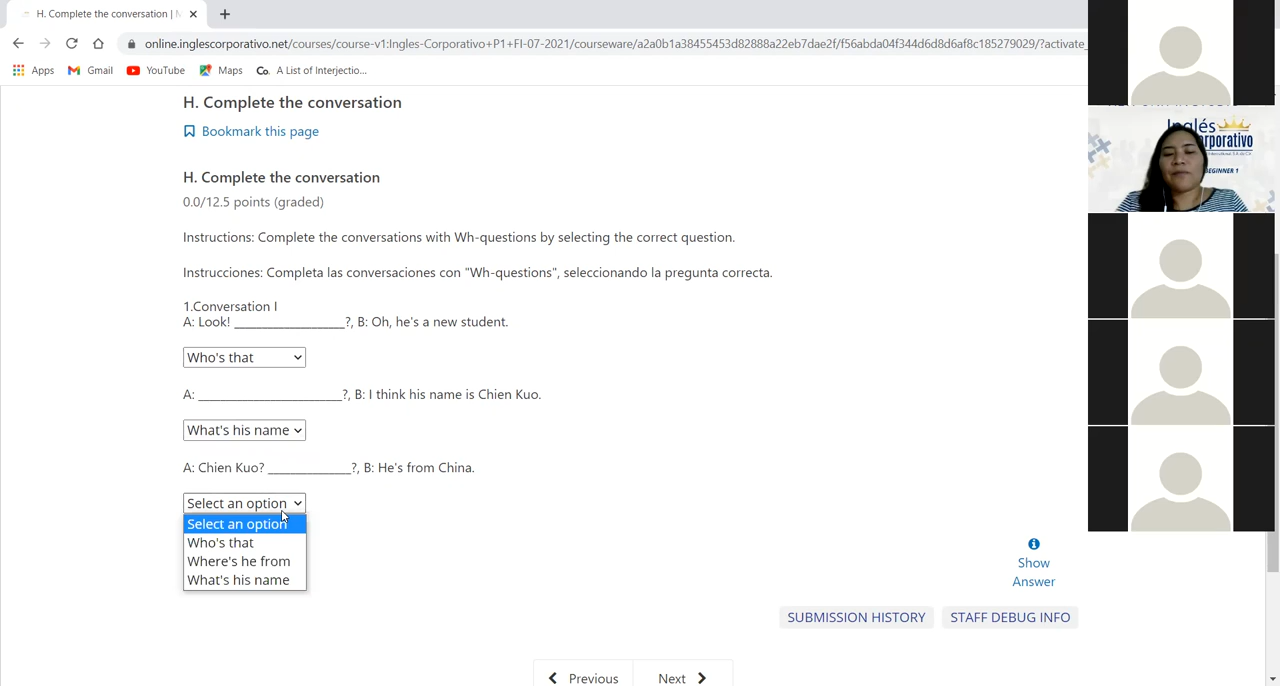 H. Complete the conversation | N
online.inglescorporativo.net/courses/course-v1:Ingles-Corporativo+P1+FI-07-2021/courseware/a2a0b1a38455453d82888a22eb7dae2f/f56abda04f344d6d8d6af8c185279029/?activate_
Apps Gmail YouTube Maps Co. A List of Interjectio...
H. Complete the conversation
Bookmark this page
H. Complete the conversation
0.0/12.5 points (graded)
Instructions: Complete the conversations with Wh-questions by selecting the correct question.
Instrucciones: Completa las conversaciones con "Wh-questions", seleccionando la pregunta correcta.
1.Conversation I
A: Look! ____________________?, B: Oh, he's a new student.
Who's that
A: __________________________?, B: I think his name is Chien Kuo.
What's his name
A: Chien Kuo? _______________?, B: He's from China.
Select an option
Select an option
Who's that
Where's he from
What's his name
Show
Answer
SUBMISSION HISTORY STAFF DEBUG INFO
Previous Next
Inglés
rporativo
BEGINNER 1